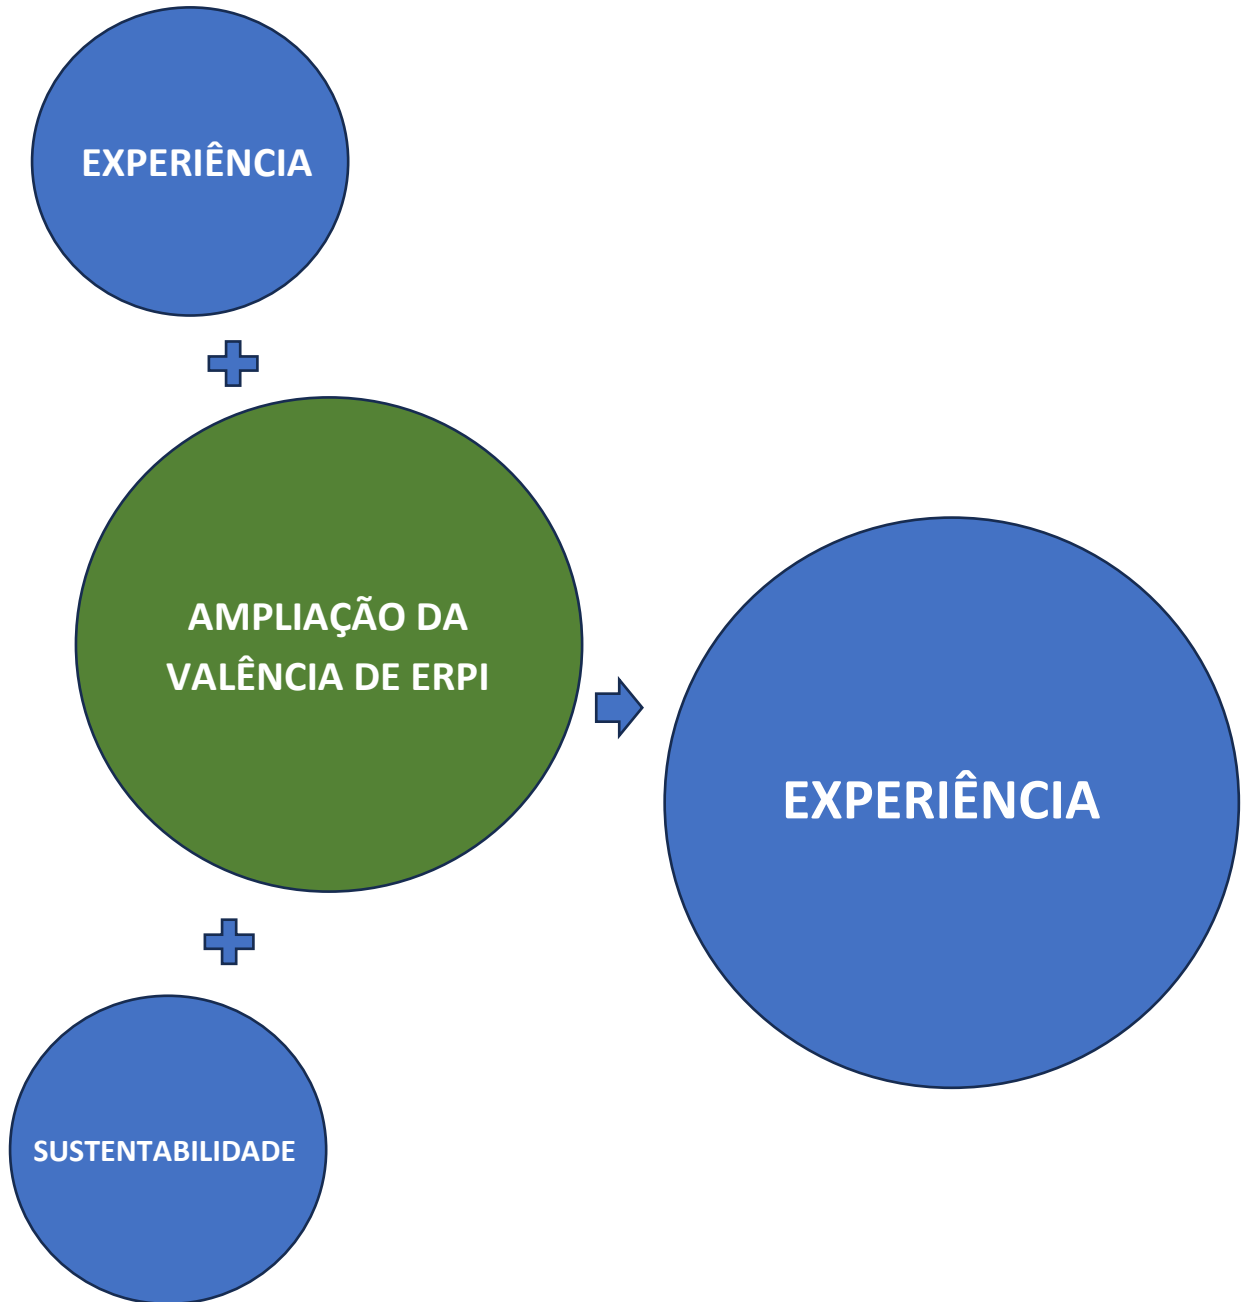 EXPERIÊNCIA
AMPLIAÇÃO DA
VALÊNCIA DE ERPI
EXPERIÊNCIA
SUSTENTABILIDADE